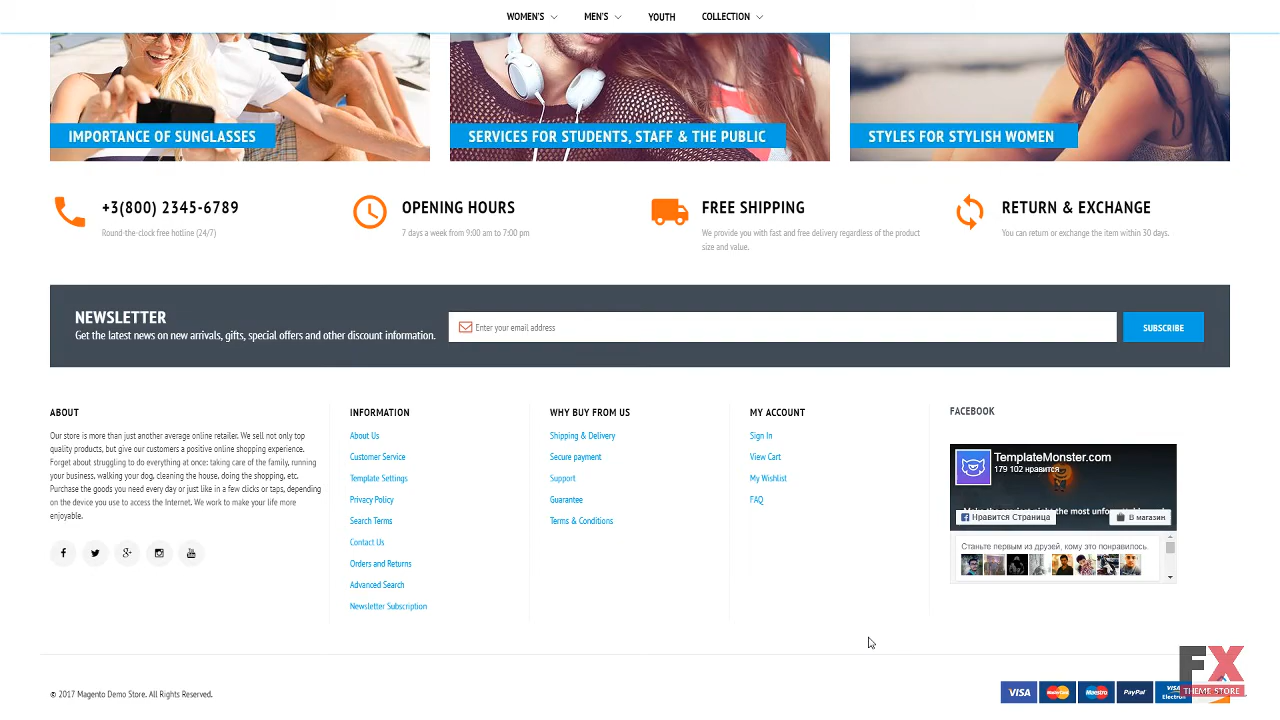 WOMEN'S MEN'S YOUTH COLLECTION
IMPORTANCE OF SUNGLASSES
SERVICES FOR STUDENTS, STAFF & THE PUBLIC
STYLES FOR STYLISH WOMEN
+3(800) 2345-6789
Round-the-clock free hotline (24/7)
OPENING HOURS
7 days a week from 9:00 am to 7:00 pm
FREE SHIPPING
We provide you with fast and free delivery regardless of the product
size and value.
RETURN & EXCHANGE
You can return or exchange the item within 30 days.
NEWSLETTER
Get the latest news on new arrivals, gifts, special offers and other discount information.
Enter your email address
SUBSCRIBE
ABOUT
Our store is more than just another average online retailer. We sell not only top
quality products, but give our customers a positive online shopping experience.
Forget about struggling to do everything at once: taking care of the family, running
your business, walking your dog, cleaning the house, doing the shopping, etc.
Purchase the goods you need every day or just like in a few clicks or taps, depending
on the device you use to access the Internet. We work to make your life more
enjoyable.
INFORMATION
About Us
Customer Service
Template Settings
Privacy Policy
Search Terms
Contact Us
Orders and Returns
Advanced Search
Newsletter Subscription
WHY BUY FROM US
Shipping & Delivery
Secure payment
Support
Guarantee
Terms & Conditions
MY ACCOUNT
Sign In
View Cart
My Wishlist
FAQ
FACEBOOK
TemplateMonster.com
179 102 нравится
the most
Нравится Страница
В магазин
Станьте первым из друзей, кому это понравилось
© 2017 Magento Demo Store. All Rights Reserved.
VISA MasterCard Maestro PayPal VISA
Electron
FX
THEME STORE